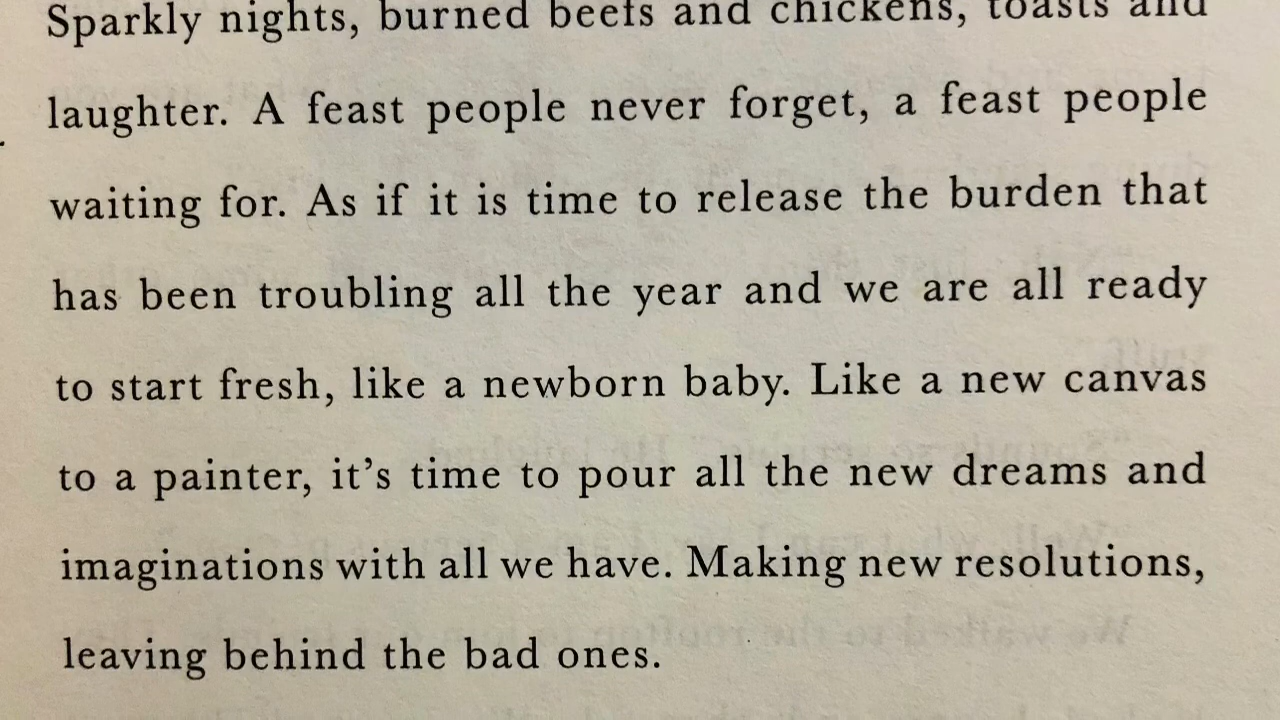 Sparkly nights, burned beefs and chickens, toasts and
laughter. A feast people never forget, a feast people
waiting for. As if it is time to release the burden that
has been troubling all the year and we are all ready
to start fresh, like a newborn baby. Like a new canvas
to a painter, it’s time to pour all the new dreams and
imaginations with all we have. Making new resolutions,
leaving behind the bad ones.